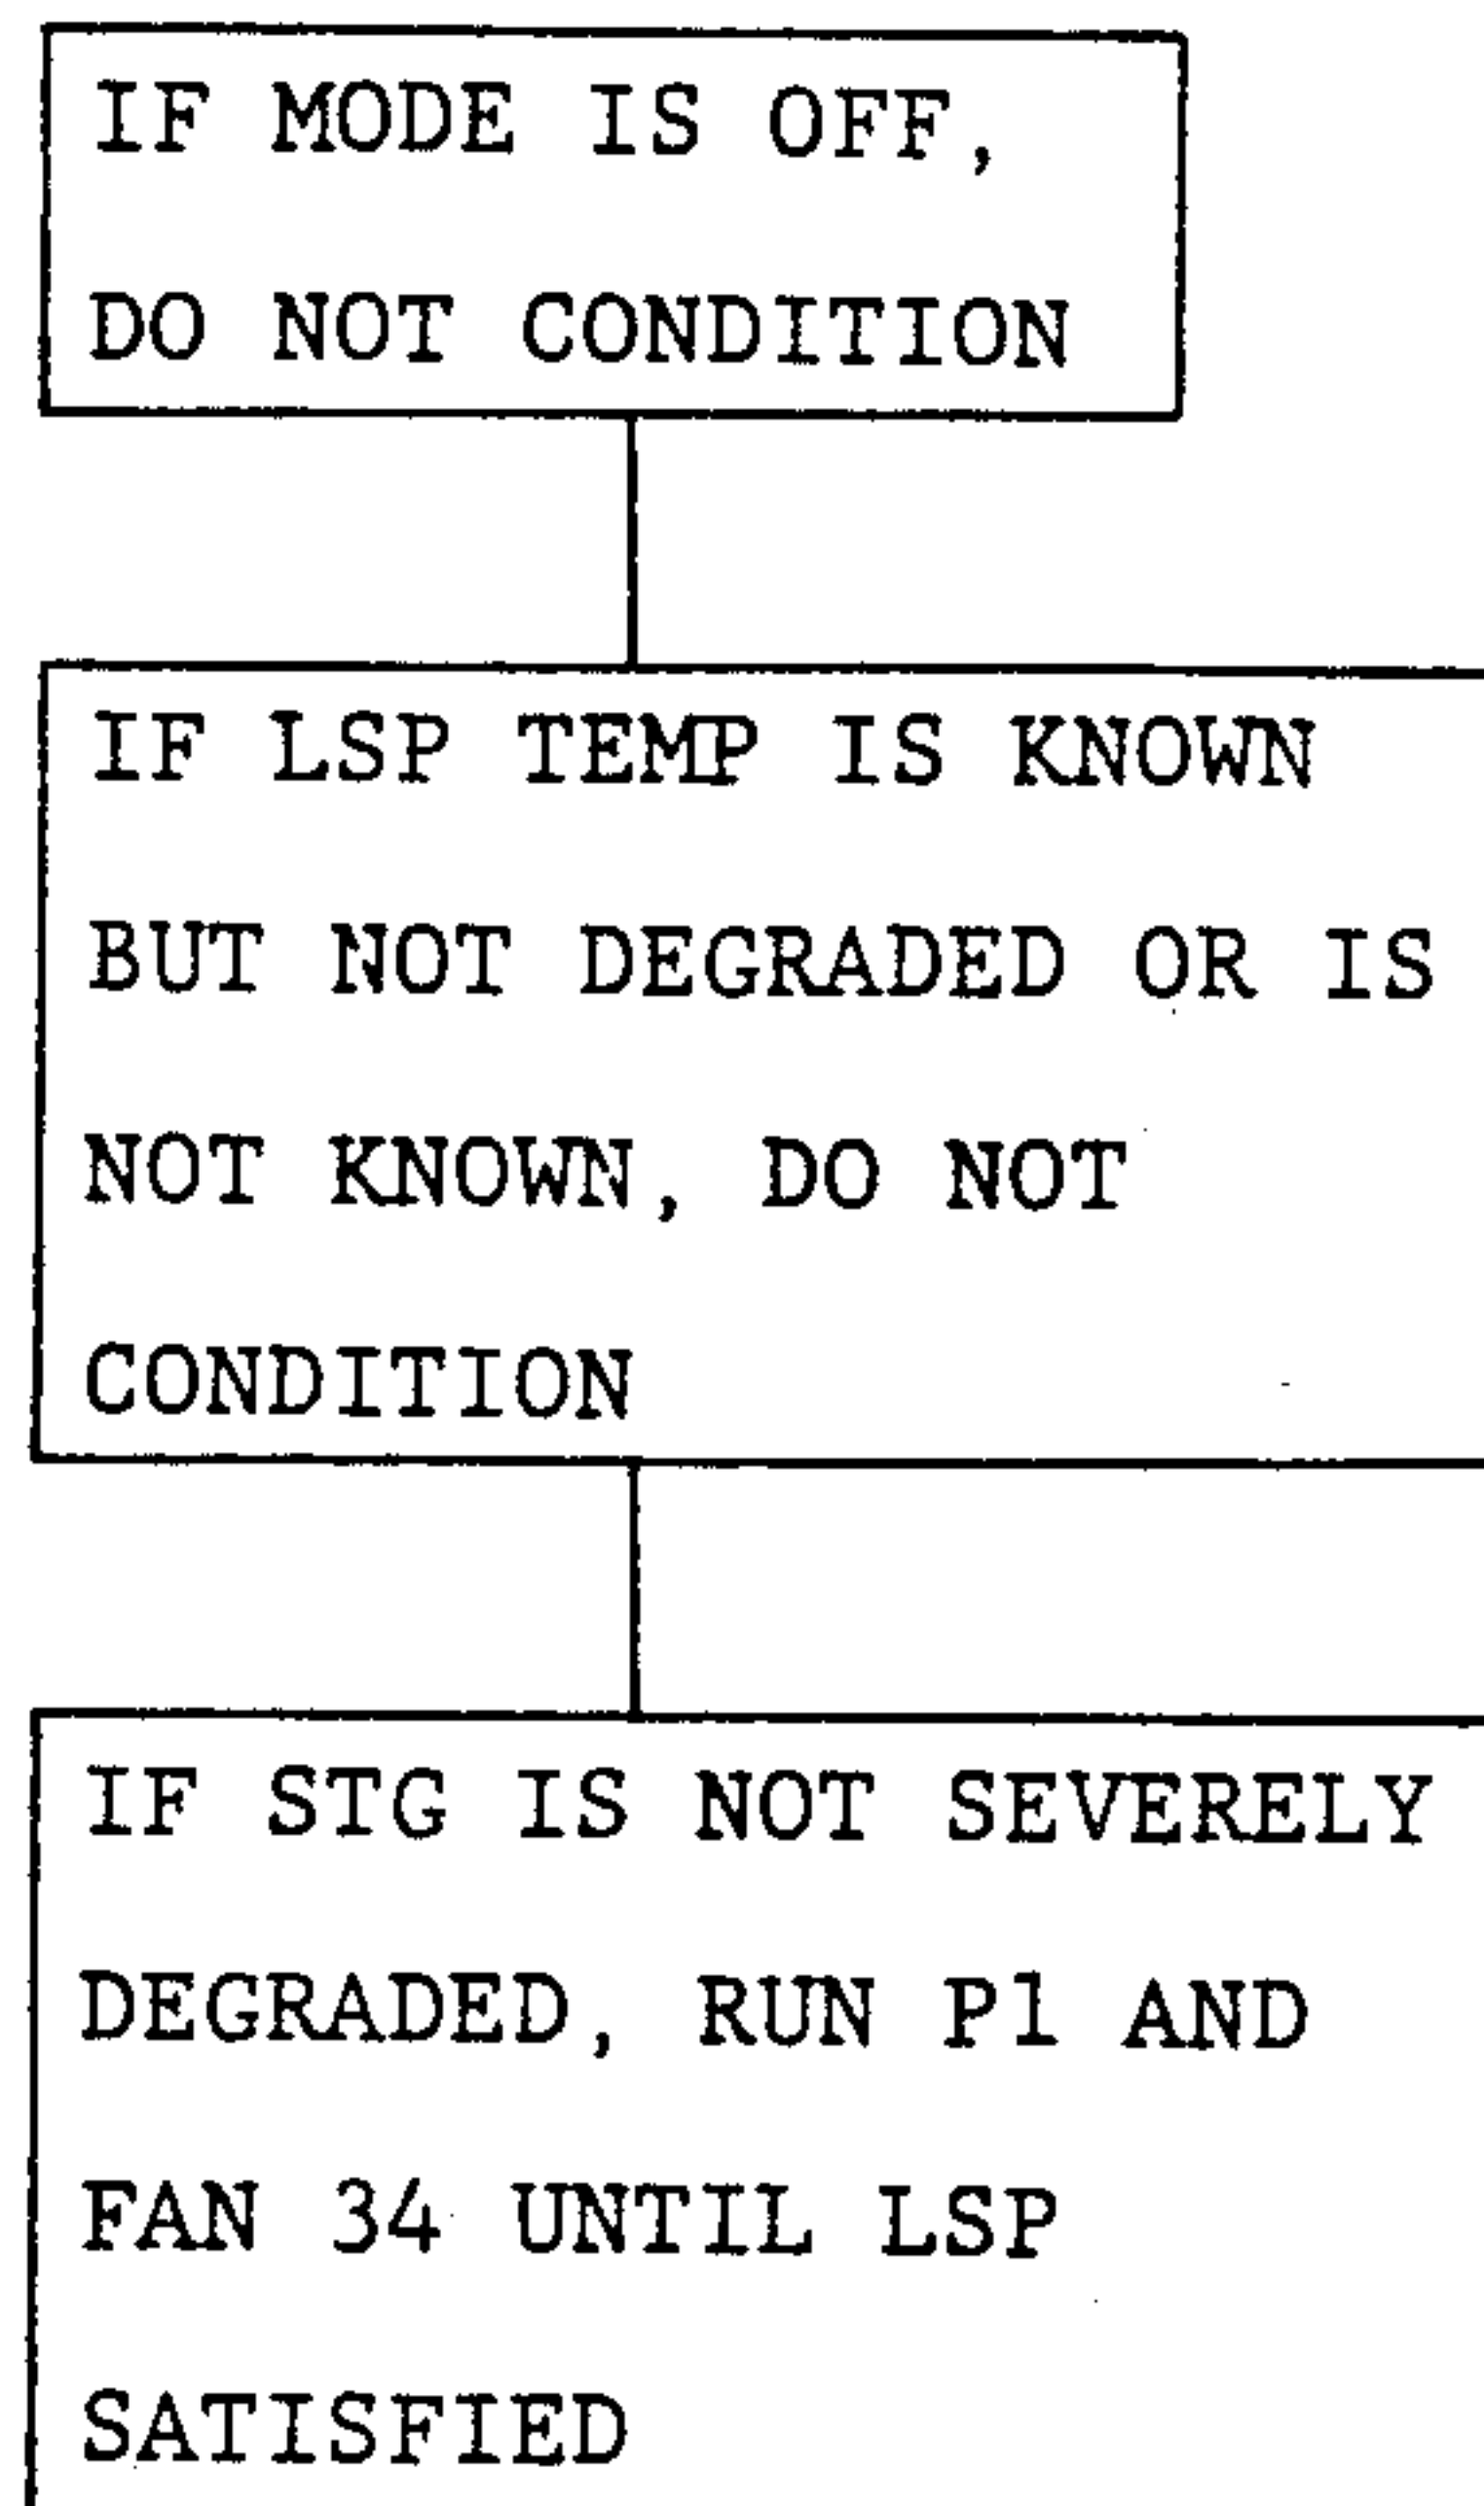 IF MODE IS OFF,
DO NOT CONDITION
IF LSP TEMP IS KNOWN
BUT NOT DEGRADED OR IS
NOT KNOWN, DO NOT
CONDITION
IF STG IS NOT SEVERELY
DEGRADED, RUN P1 AND
FAN 34 UNTIL LSP
SATISFIED